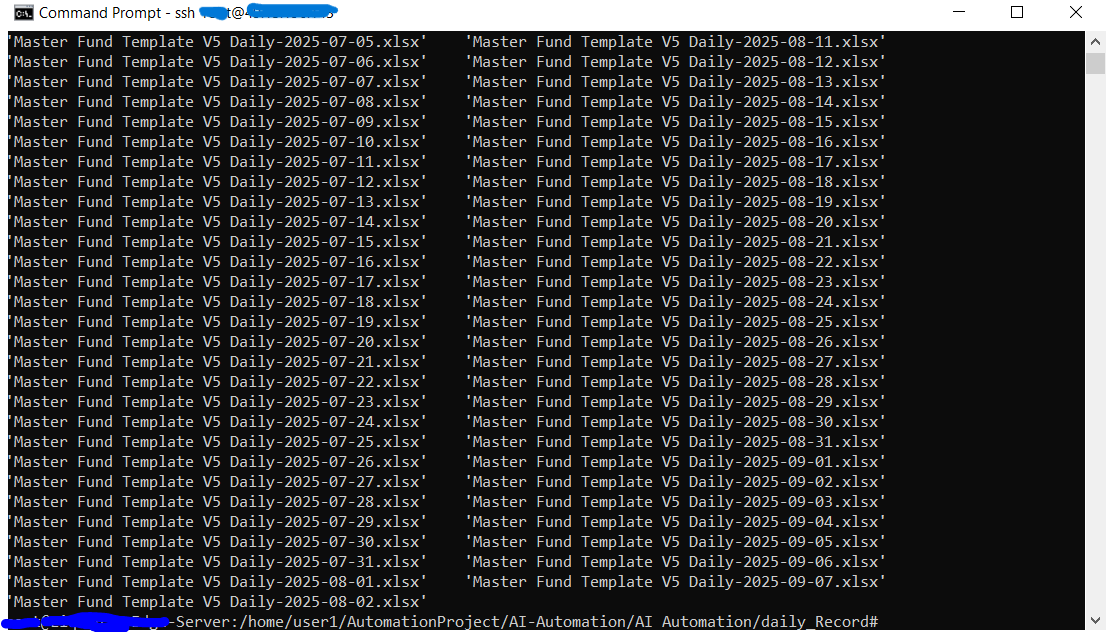 Command Prompt - ssh
'Master Fund Template V5 Daily-2025-07-05.xlsx' 'Master Fund Template V5 Daily-2025-08-11.xlsx'
'Master Fund Template V5 Daily-2025-07-06.xlsx' 'Master Fund Template V5 Daily-2025-08-12.xlsx'
'Master Fund Template V5 Daily-2025-07-07.xlsx' 'Master Fund Template V5 Daily-2025-08-13.xlsx'
'Master Fund Template V5 Daily-2025-07-08.xlsx' 'Master Fund Template V5 Daily-2025-08-14.xlsx'
'Master Fund Template V5 Daily-2025-07-09.xlsx' 'Master Fund Template V5 Daily-2025-08-15.xlsx'
'Master Fund Template V5 Daily-2025-07-10.xlsx' 'Master Fund Template V5 Daily-2025-08-16.xlsx'
'Master Fund Template V5 Daily-2025-07-11.xlsx' 'Master Fund Template V5 Daily-2025-08-17.xlsx'
'Master Fund Template V5 Daily-2025-07-12.xlsx' 'Master Fund Template V5 Daily-2025-08-18.xlsx'
'Master Fund Template V5 Daily-2025-07-13.xlsx' 'Master Fund Template V5 Daily-2025-08-19.xlsx'
'Master Fund Template V5 Daily-2025-07-14.xlsx' 'Master Fund Template V5 Daily-2025-08-20.xlsx'
'Master Fund Template V5 Daily-2025-07-15.xlsx' 'Master Fund Template V5 Daily-2025-08-21.xlsx'
'Master Fund Template V5 Daily-2025-07-16.xlsx' 'Master Fund Template V5 Daily-2025-08-22.xlsx'
'Master Fund Template V5 Daily-2025-07-17.xlsx' 'Master Fund Template V5 Daily-2025-08-23.xlsx'
'Master Fund Template V5 Daily-2025-07-18.xlsx' 'Master Fund Template V5 Daily-2025-08-24.xlsx'
'Master Fund Template V5 Daily-2025-07-19.xlsx' 'Master Fund Template V5 Daily-2025-08-25.xlsx'
'Master Fund Template V5 Daily-2025-07-20.xlsx' 'Master Fund Template V5 Daily-2025-08-26.xlsx'
'Master Fund Template V5 Daily-2025-07-21.xlsx' 'Master Fund Template V5 Daily-2025-08-27.xlsx'
'Master Fund Template V5 Daily-2025-07-22.xlsx' 'Master Fund Template V5 Daily-2025-08-28.xlsx'
'Master Fund Template V5 Daily-2025-07-23.xlsx' 'Master Fund Template V5 Daily-2025-08-29.xlsx'
'Master Fund Template V5 Daily-2025-07-24.xlsx' 'Master Fund Template V5 Daily-2025-08-30.xlsx'
'Master Fund Template V5 Daily-2025-07-25.xlsx' 'Master Fund Template V5 Daily-2025-08-31.xlsx'
'Master Fund Template V5 Daily-2025-07-26.xlsx' 'Master Fund Template V5 Daily-2025-09-01.xlsx'
'Master Fund Template V5 Daily-2025-07-27.xlsx' 'Master Fund Template V5 Daily-2025-09-02.xlsx'
'Master Fund Template V5 Daily-2025-07-28.xlsx' 'Master Fund Template V5 Daily-2025-09-03.xlsx'
'Master Fund Template V5 Daily-2025-07-29.xlsx' 'Master Fund Template V5 Daily-2025-09-04.xlsx'
'Master Fund Template V5 Daily-2025-07-30.xlsx' 'Master Fund Template V5 Daily-2025-09-05.xlsx'
'Master Fund Template V5 Daily-2025-07-31.xlsx' 'Master Fund Template V5 Daily-2025-09-06.xlsx'
'Master Fund Template V5 Daily-2025-08-01.xlsx' 'Master Fund Template V5 Daily-2025-09-07.xlsx'
'Master Fund Template V5 Daily-2025-08-02.xlsx'
-Server:/home/user1/AutomationProject/AI-Automation/AI Automation/daily_Record#